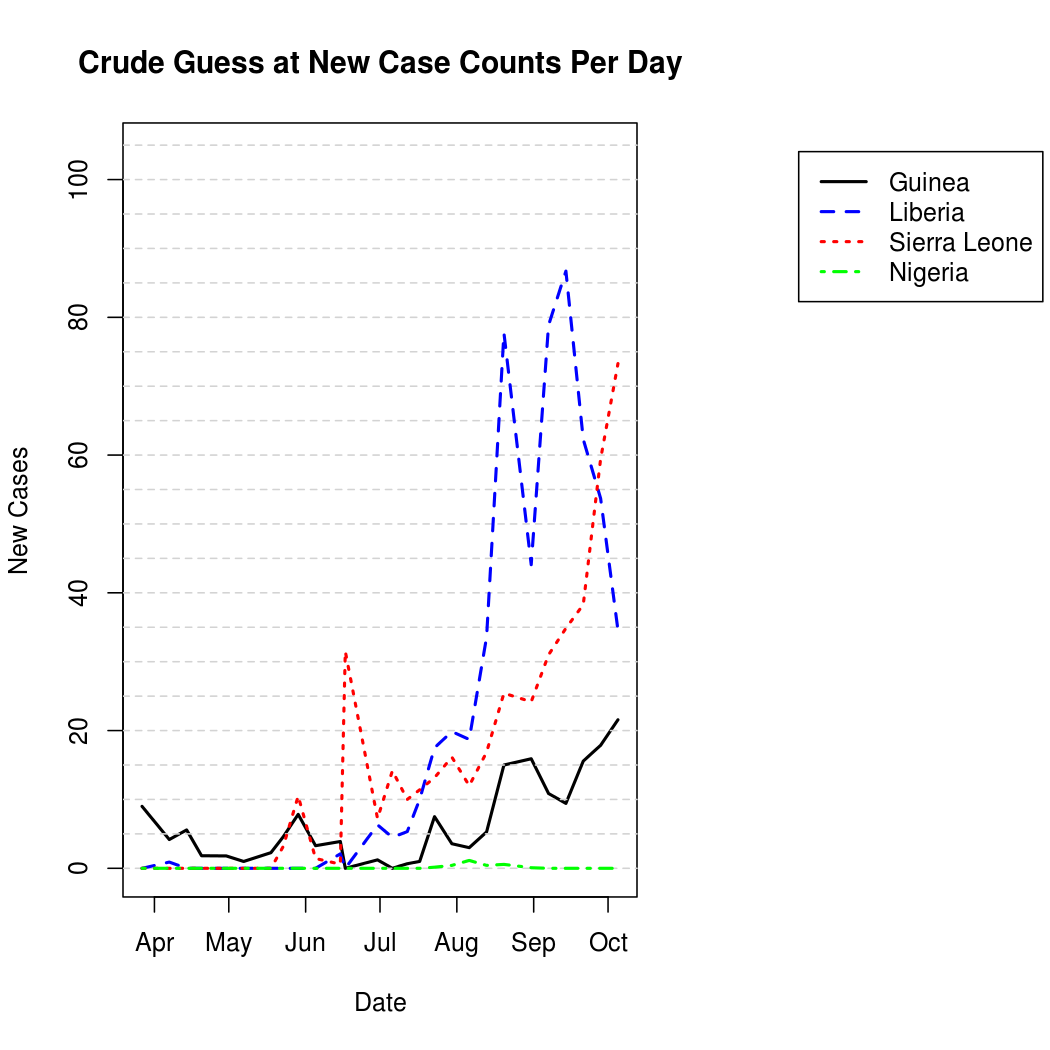 Crude Guess at New Case Counts Per Day
Guinea
Liberia
Sierra Leone
Nigeria
New Cases
100
80
60
40
20
0
Apr May Jun Jul Aug Sep Oct
Date